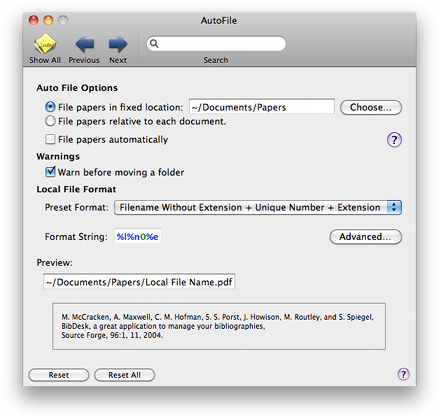 AutoFile
Show All Previous Next Search
Auto File Options
File papers in fixed location: ~/Documents/Papers Choose...
File papers relative to each document.
File papers automatically ?
Warnings
Warn before moving a folder
Local File Format
Preset Format: Filename Without Extension + Unique Number + Extension
Format String: %l%n0%e Advanced...
Preview:
~/Documents/Papers/Local File Name.pdf
M. McCracken, A. Maxwell, C. M. Hofman, S. S. Porst, J. Howison, M. Routley, and S. Spiegel,
BibDesk, a great application to manage your bibliographies,
Source Forge, 96:1, 11, 2004.
Reset Reset All ?